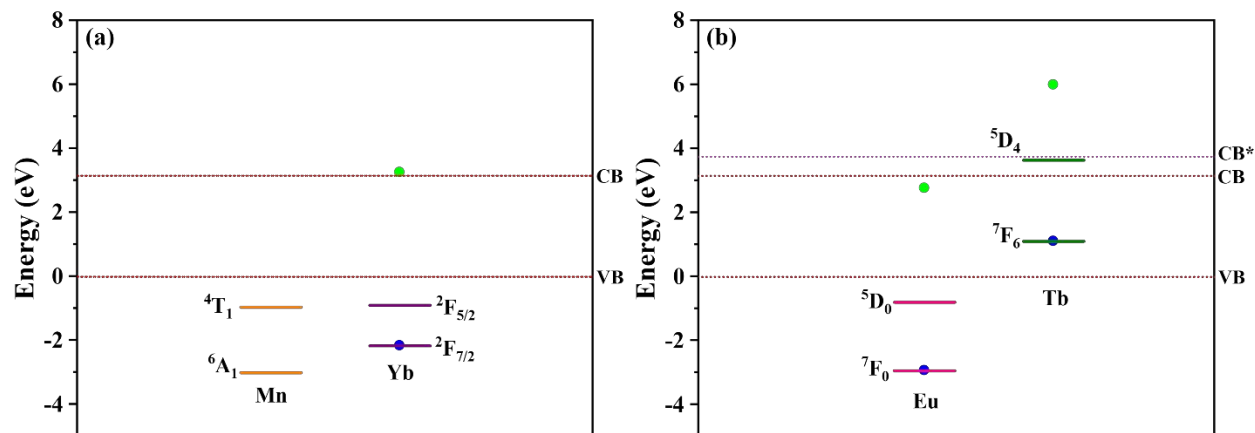 (a)
Energy (eV)
8
6
4
2
0
-2
-4
CB
VB
⁴T₁
⁶A₁
Mn
²F₅/₂
²F₇/₂
Yb
(b)
Energy (eV)
8
6
4
2
0
-2
-4
CB*
CB
VB
⁵D₄
⁷F₆
Tb
⁵D₀
⁷F₀
Eu